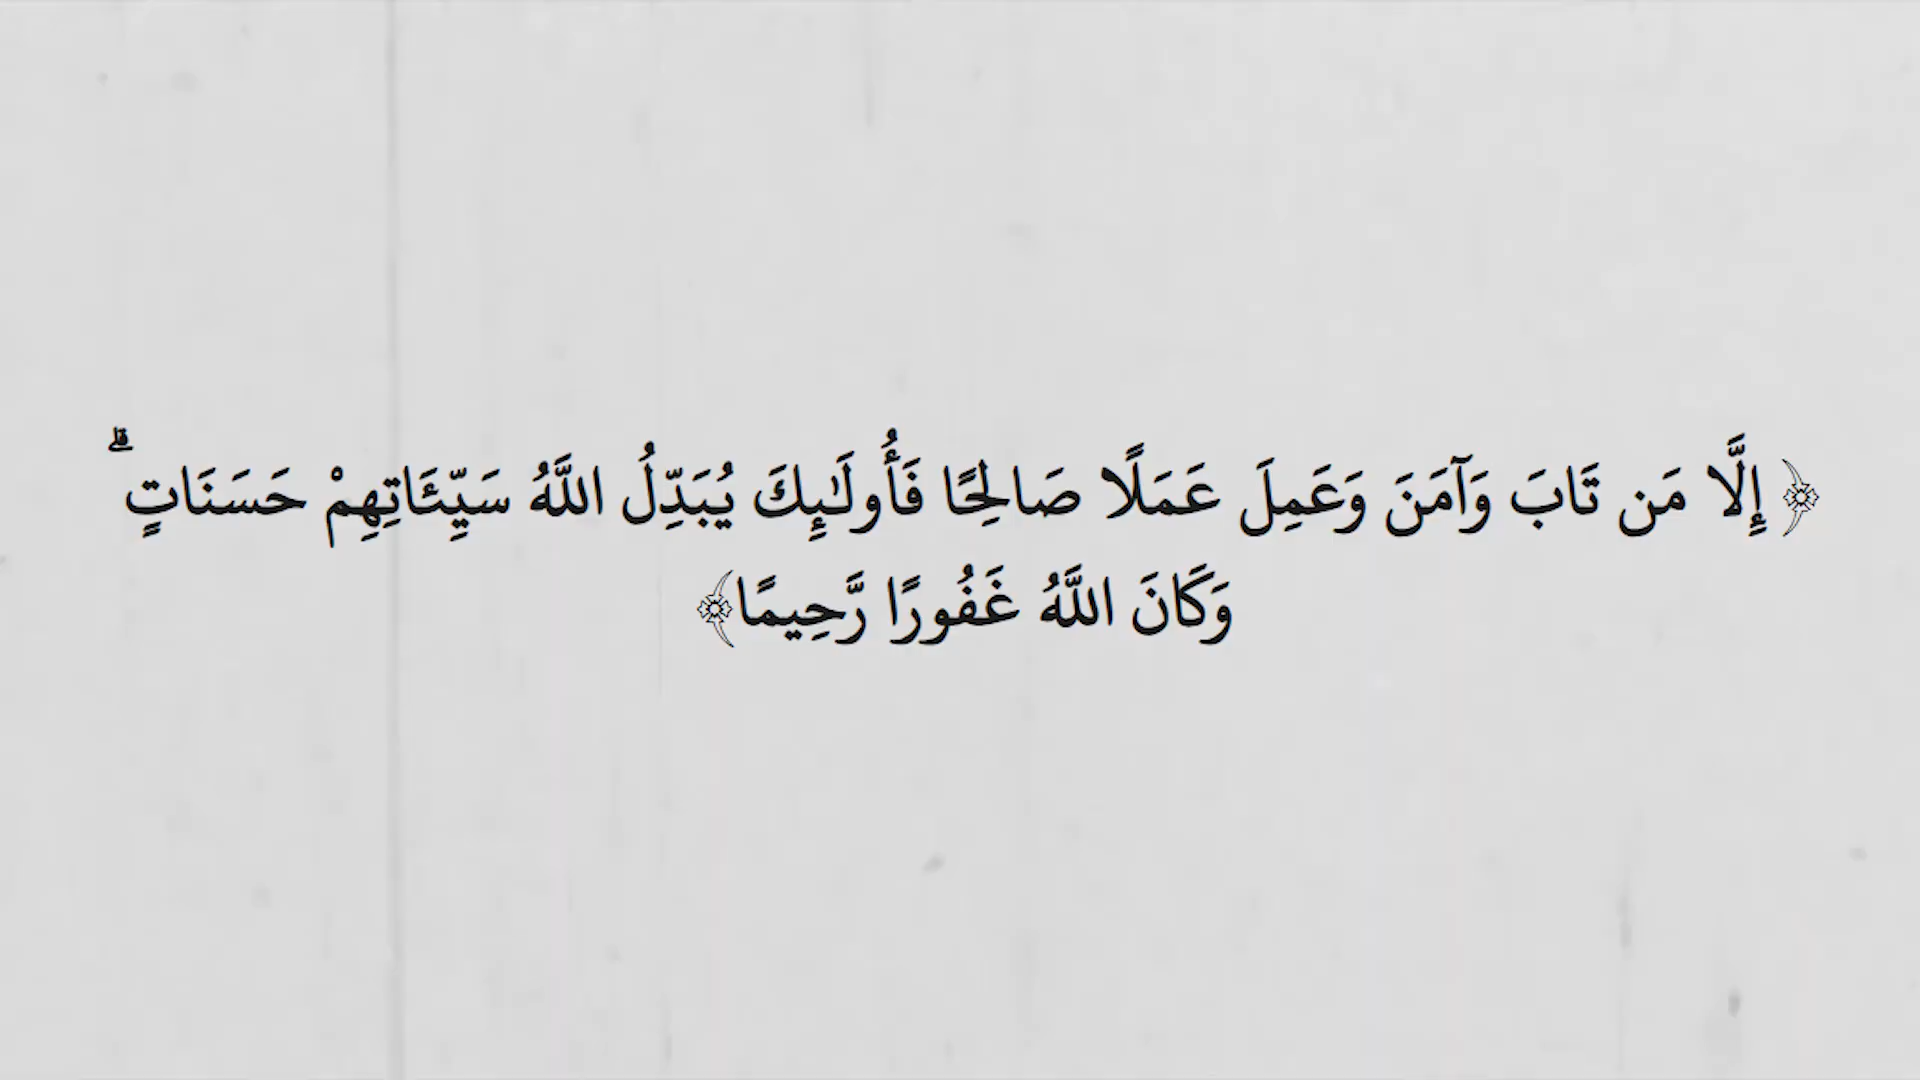 ﴿ إِلَّا مَن تَابَ وَآمَنَ وَعَمِلَ عَمَلًا صَالِحًا فَأُولَـٰئِكَ يُبَدِّلُ اللَّهُ سَيِّئَاتِهِمْ حَسَنَاتٍ ۗ
وَكَانَ اللَّهُ غَفُورًا رَّحِيمًا﴾